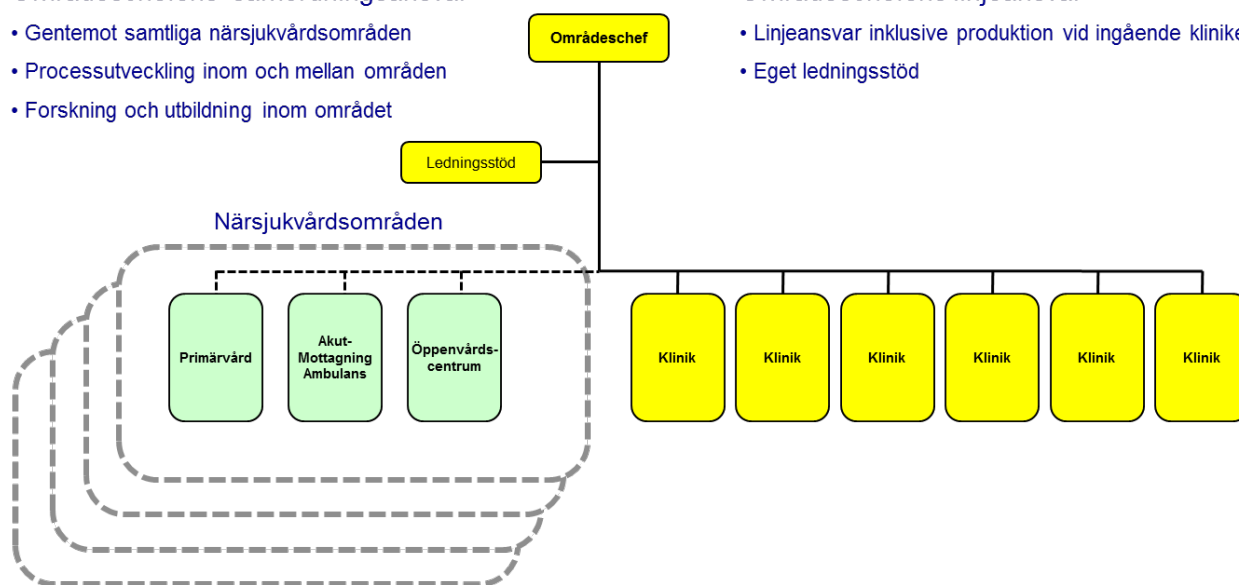 • Gentemot samtliga närsjukvårdsområden
• Processutveckling inom och mellan områden
• Forskning och utbildning inom området
Områdeschef
• Linjeansvar inklusive produktion vid ingående
• Eget ledningsstöd
Ledningsstöd
Närsjukvårdsområden
Primärvård
Akut-
Mottagning
Ambulans
Öppenvårds-
centrum
Klinik
Klinik
Klinik
Klinik
Klinik
Klinik